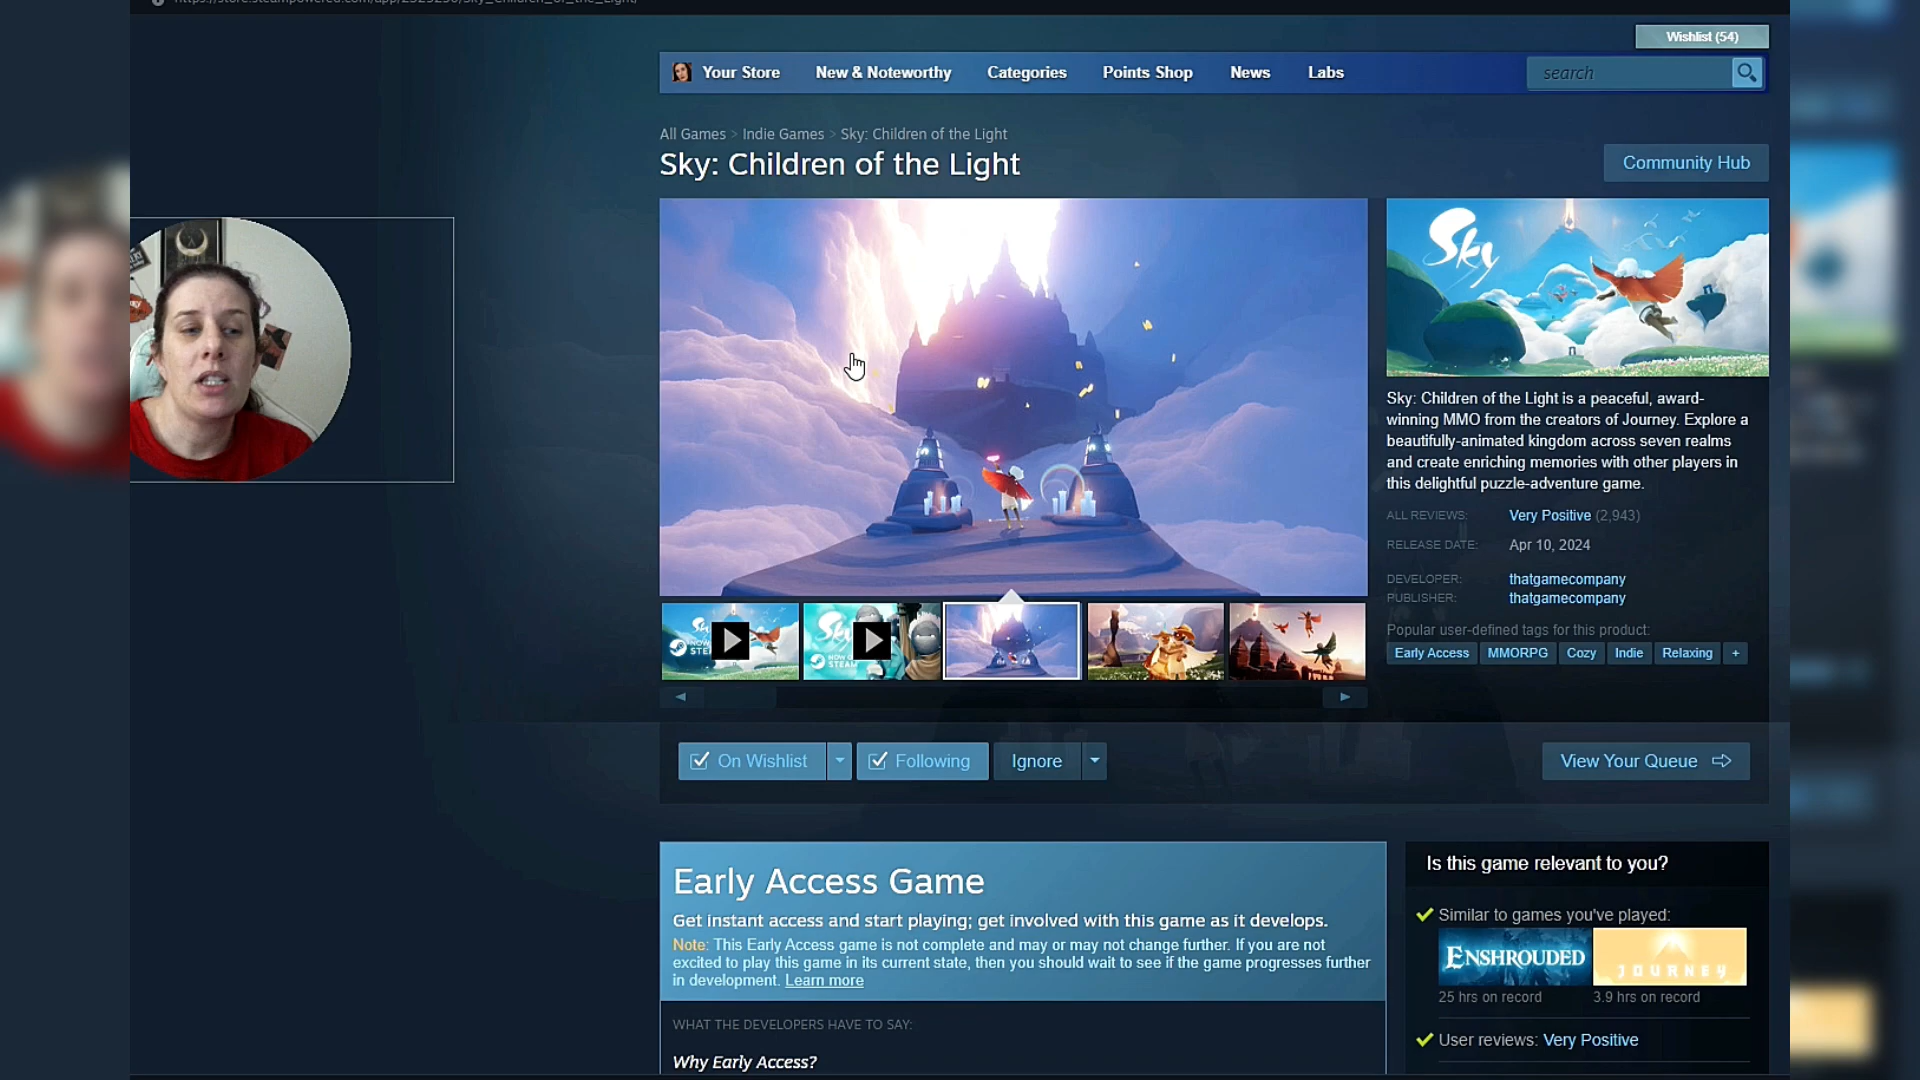 https://store.steampowered.com/app/2325290/Sky_Children_of_the_Light/
Wishlist (54)
Your Store
New & Noteworthy
Categories
Points Shop
News
Labs
search
All Games > Indie Games > Sky: Children of the Light
Sky: Children of the Light
Community Hub
Sky
Sky: Children of the Light is a peaceful, award-
winning MMO from the creators of Journey. Explore a
beautifully-animated kingdom across seven realms
and create enriching memories with other players in
this delightful puzzle-adventure game.
ALL REVIEWS: Very Positive (2,943)
RELEASE DATE: Apr 10, 2024
DEVELOPER: thatgamecompany
PUBLISHER: thatgamecompany
Popular user-defined tags for this product:
Early Access
MMORPG
Cozy
Indie
Relaxing
+
On Wishlist
Following
Ignore
View Your Queue
Early Access Game
Get instant access and start playing; get involved with this game as it develops.
Note: This Early Access game is not complete and may or may not change further. If you are not
excited to play this game in its current state, then you should wait to see if the game progresses further
in development. Learn more
WHAT THE DEVELOPERS HAVE TO SAY:
Why Early Access?
Is this game relevant to you?
Similar to games you've played:
ENSHROUDED
JOURNEY
25 hrs on record
3.9 hrs on record
User reviews: Very Positive